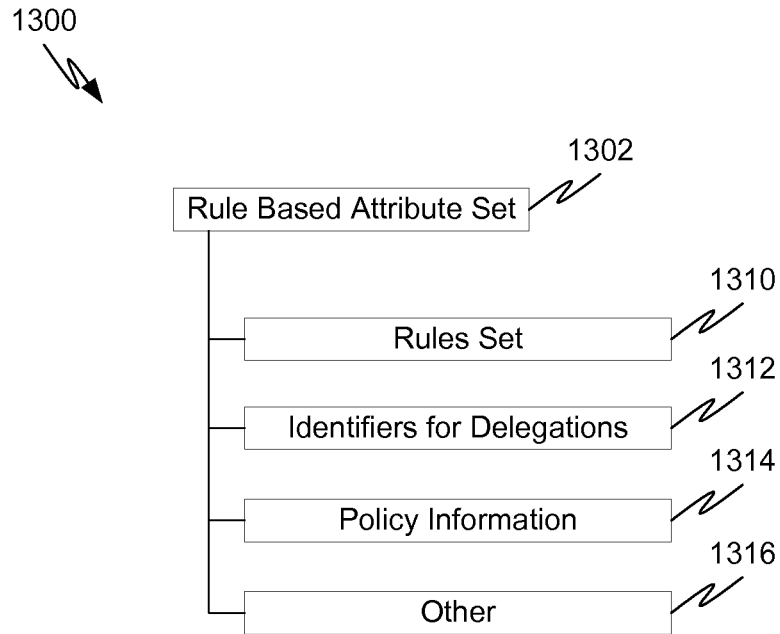 1300
1302
Rule Based Attribute Set
1310
Rules Set
1312
Identifiers for Delegations
1314
Policy Information
1316
Other